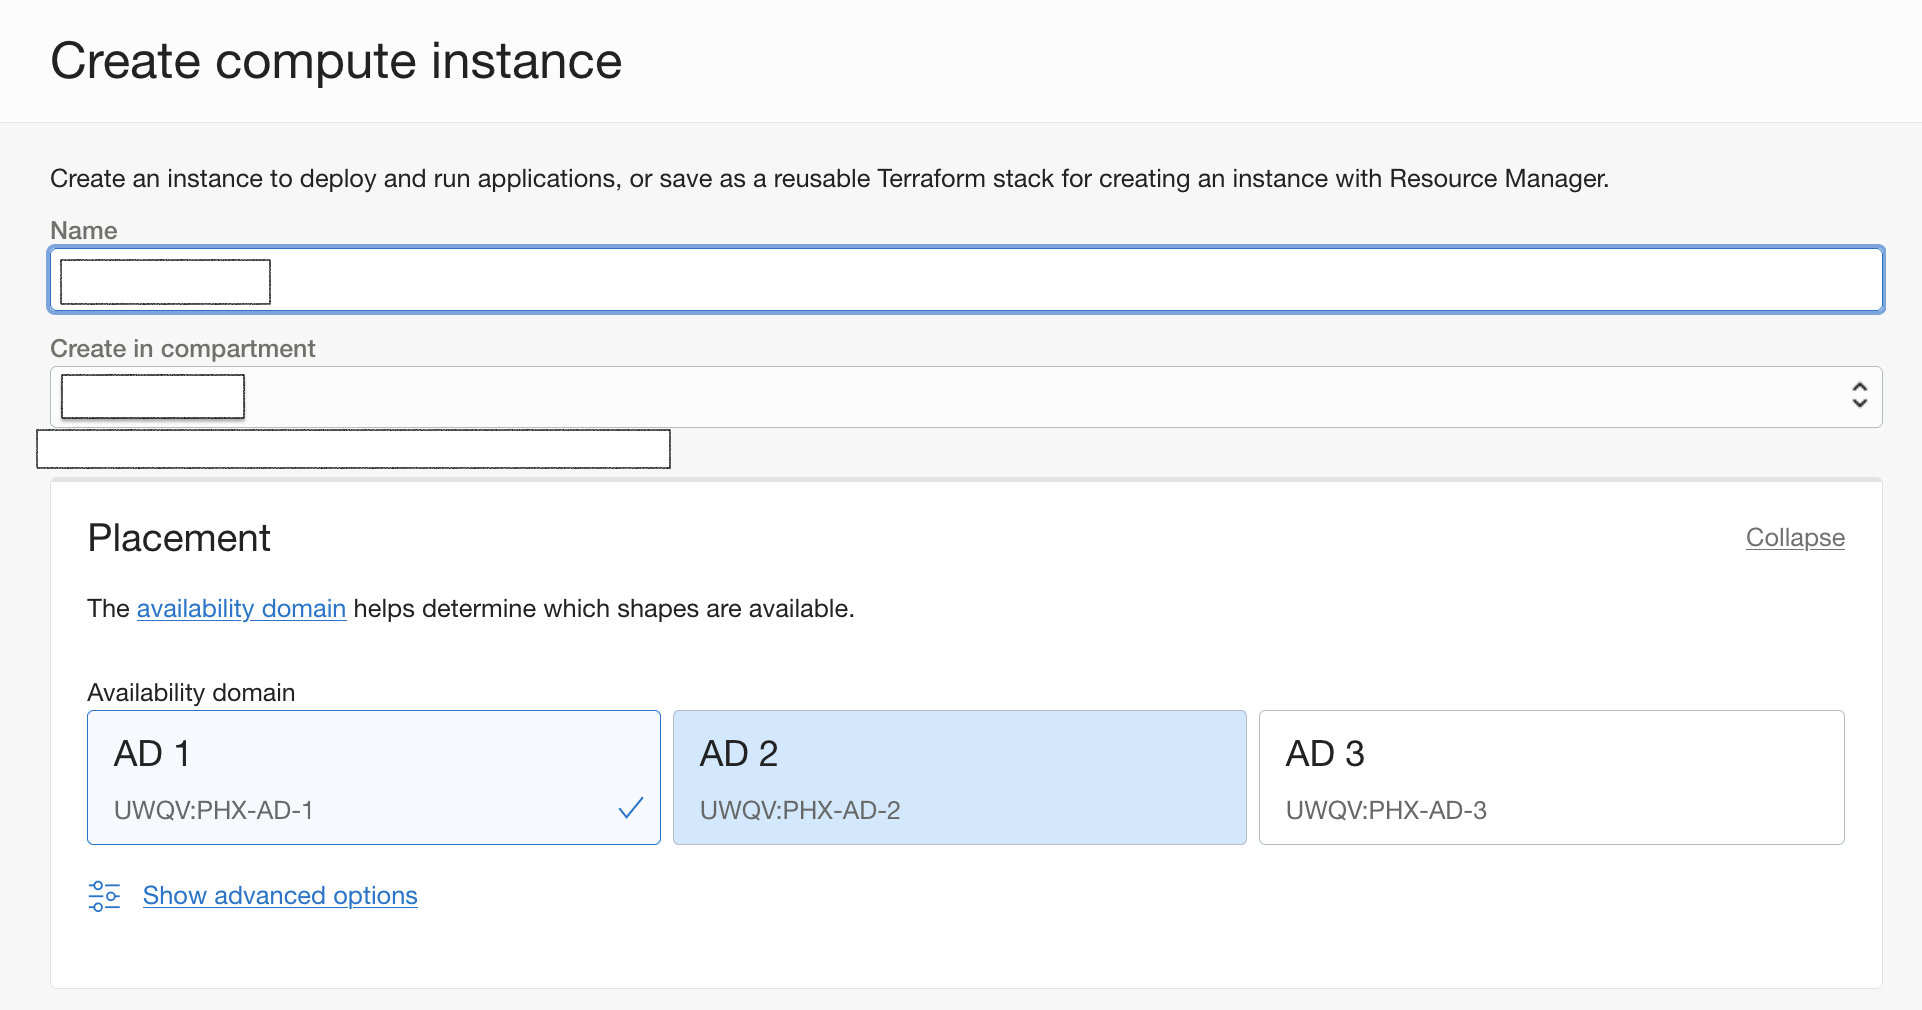 Create compute instance
Create an instance to deploy and run applications, or save as a reusable Terraform stack for creating an instance with Resource Manager.
Name
Create in compartment
Placement
Collapse
The availability domain helps determine which shapes are available.
Availability domain
AD 1
UWQV:PHX-AD-1
AD 2
UWQV:PHX-AD-2
AD 3
UWQV:PHX-AD-3
Show advanced options